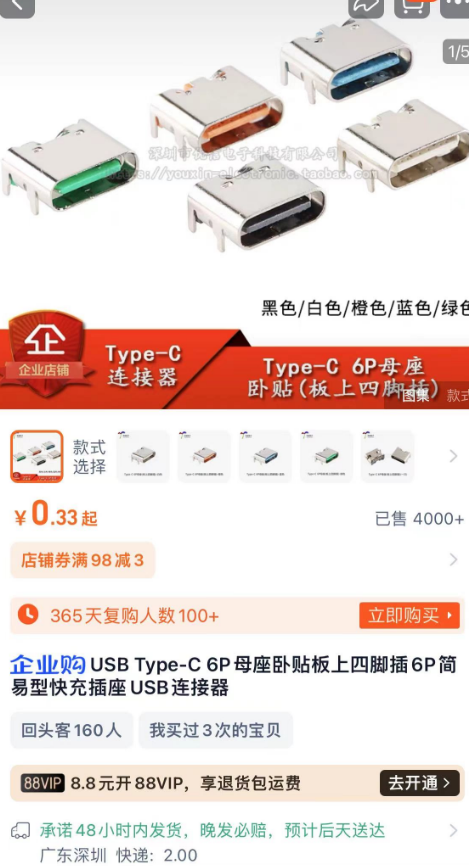 1/5
深圳市优信电子科技有限公司
https://youxin-electronic.taobao.com
黑色/白色/橙色/蓝色/绿色
企
企业店铺
Type-C
连接器
Type-C 6P母座
卧贴(板上四脚插)
图集
款式
款式
选择
¥0.33起
已售 4000+
店铺券满98减3
365天复购人数100+
立即购买
企业购 USB Type-C 6P母座卧贴板上四脚插6P简
易型快充插座USB连接器
回头客160人
我买过3次的宝贝
88VIP 8.8元开88VIP，享退货包运费
去开通
承诺48小时内发货，晚发必赔，预计后天送达
广东深圳 快递: 2.00